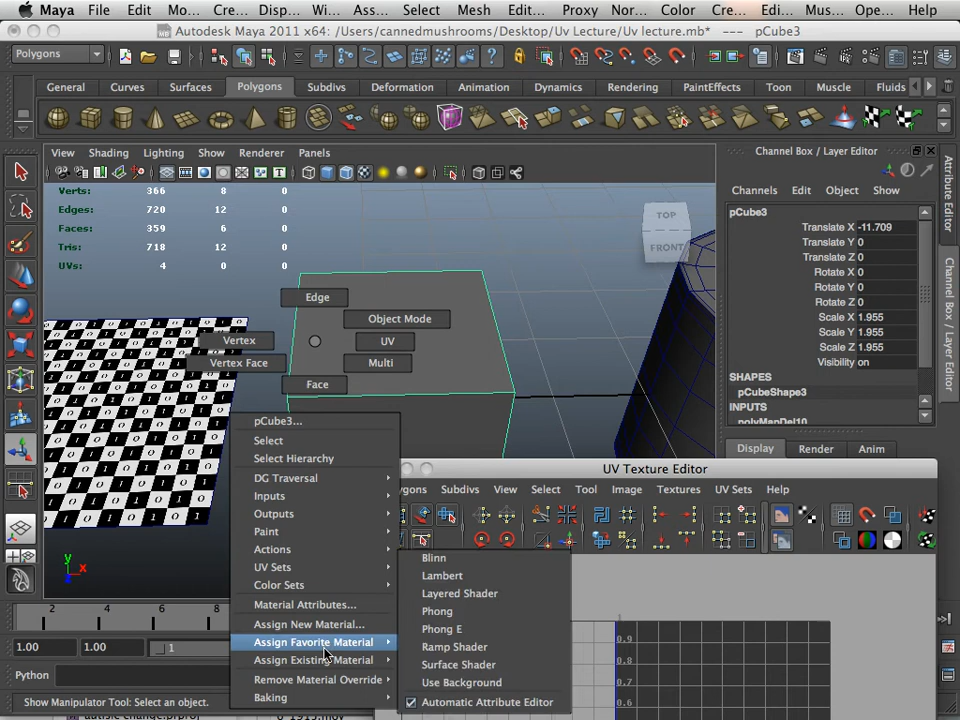 Maya File Edit Mo... Cre... Disp... Wi... Ass... Select Mesh Edit... Proxy Nor... Color Cre... Edi... Mus... Ope... Help
Autodesk Maya 2011 x64: /Users/cannedmushrooms/Desktop/Uv Lecture/Uv lecture.mb* --- pCube3
Polygons
General Curves Surfaces Polygons Subdivs Deformation Animation Dynamics Rendering PaintEffects Toon Muscle Fluids
View Shading Lighting Show Renderer Panels
Channel Box / Layer Editor
Channels Edit Object Show
Verts: 366 8 0
Edges: 720 12 0
Faces: 359 6 0
Tris: 718 12 0
UVs: 4 0 0
TOP
FRONT
pCube3
Translate X -11.709
Translate Y 0
Translate Z 0
Rotate X 0
Rotate Y 0
Rotate Z 0
Scale X 1.955
Scale Y 1.955
Scale Z 1.955
Visibility on
SHAPES
pCubeShape3
INPUTS
polyMapDel10
Display Render Anim
Attribute Editor
Channel Box / Layer Editor
Edge
Object Mode
Vertex
UV
Vertex Face
Multi
Face
pCube3...
Select
Select Hierarchy
DG Traversal
Inputs
Outputs
Paint
Actions
UV Sets
Color Sets
Material Attributes...
Assign New Material...
Assign Favorite Material
Assign Existing Material
Remove Material Override
Baking
UV Texture Editor
Subdivs View Select Tool Image Textures UV Sets Help
Blinn
Lambert
Layered Shader
Phong
Phong E
Ramp Shader
Surface Shader
Use Background
Automatic Attribute Editor
1
0.9
0.8
0.7
0.6
2 4 6 8
1.00 1.00 1
Python
Show Manipulator Tool: Select an object.